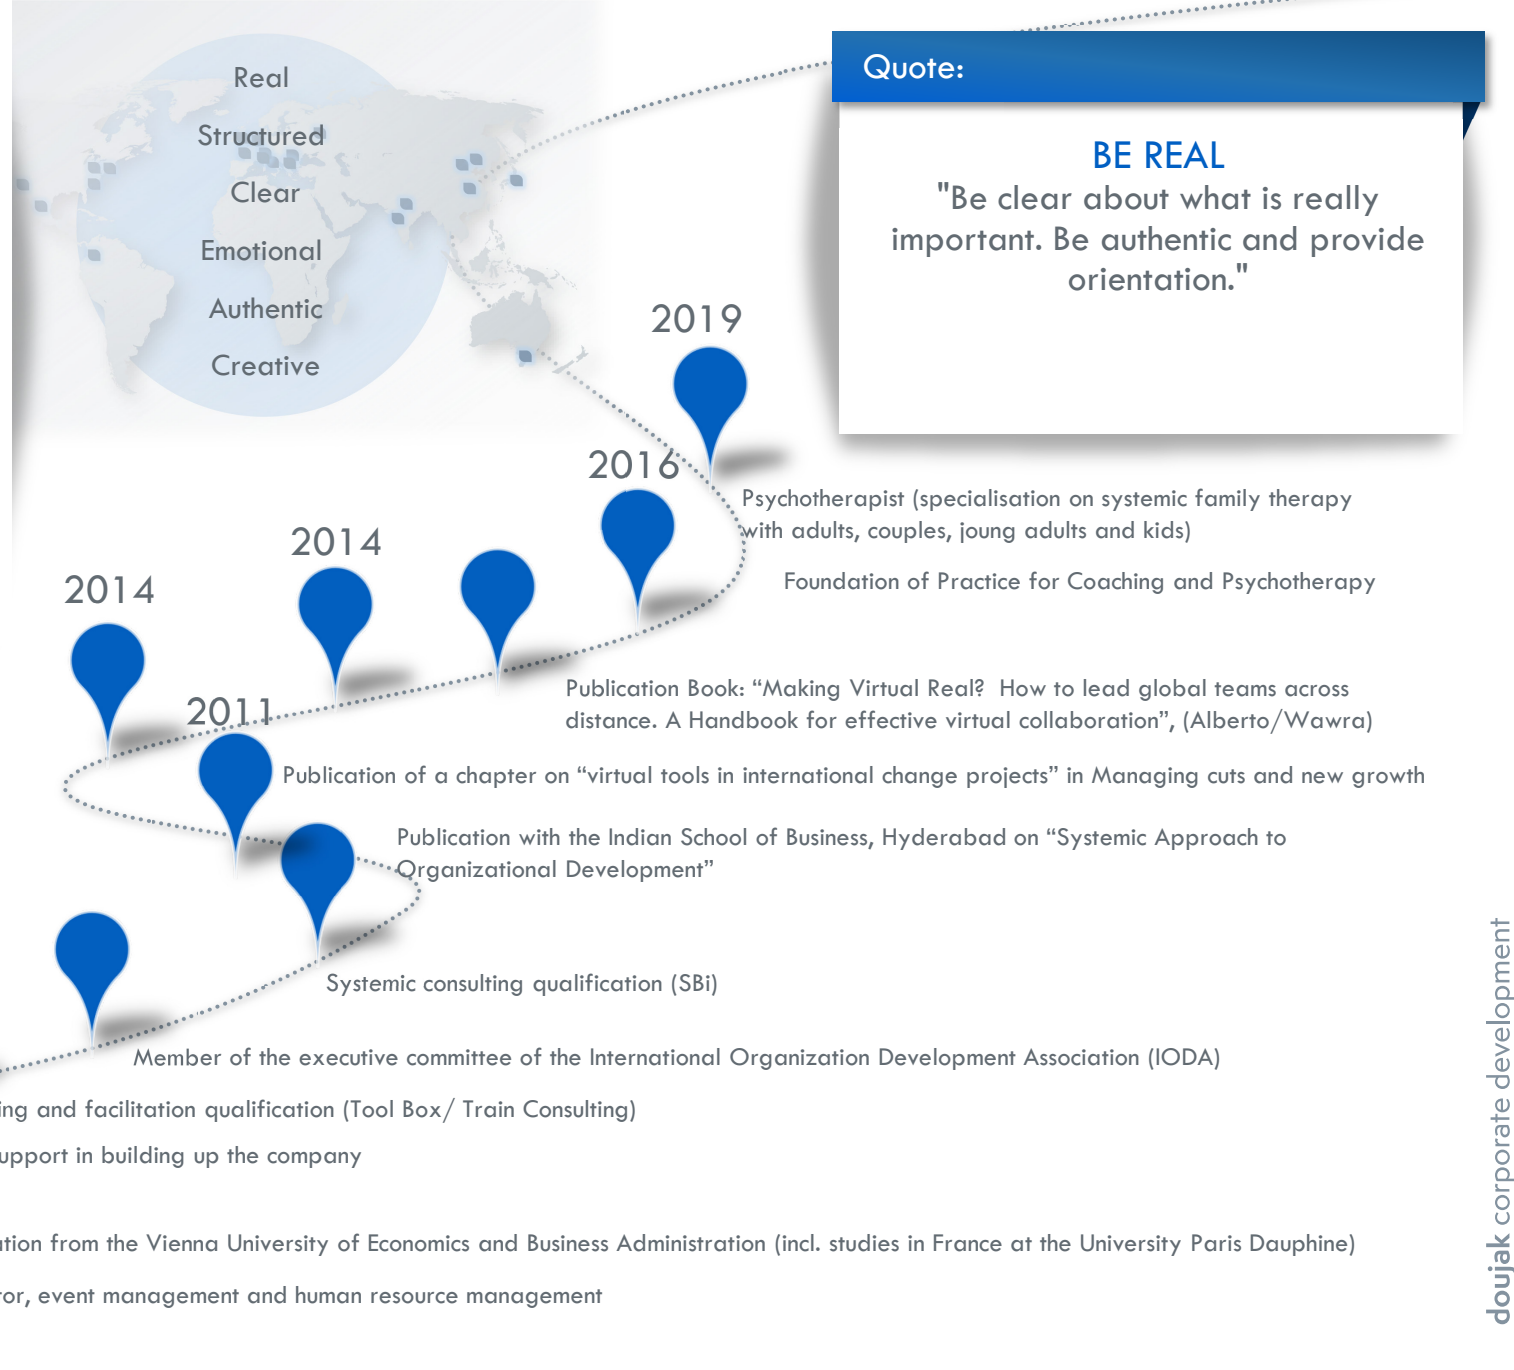 Real
Structured
Clear
Emotional
Authentic
Creative
Quote:
BE REAL
"Be clear about what is really
important. Be authentic and provide
orientation."
2019
2016
2014
2014
2011
Psychotherapist (specialisation on systemic family therapy
with adults, couples, joung adults and kids)
Foundation of Practice for Coaching and Psychotherapy
Publication Book: “Making Virtual Real?  How to lead global teams across
distance. A Handbook for effective virtual collaboration”, (Alberto/Wawra)
Publication of a chapter on “virtual tools in international change projects” in Managing cuts and new growth
Publication with the Indian School of Business, Hyderabad on “Systemic Approach to
Organizational Development”
Systemic consulting qualification (SBi)
Member of the executive committee of the International Organization Development Association (IODA)
ing and facilitation qualification (Tool Box/ Train Consulting)
upport in building up the company
ation from the Vienna University of Economics and Business Administration (incl. studies in France at the University Paris Dauphine)
tor, event management and human resource management
doujak corporate development